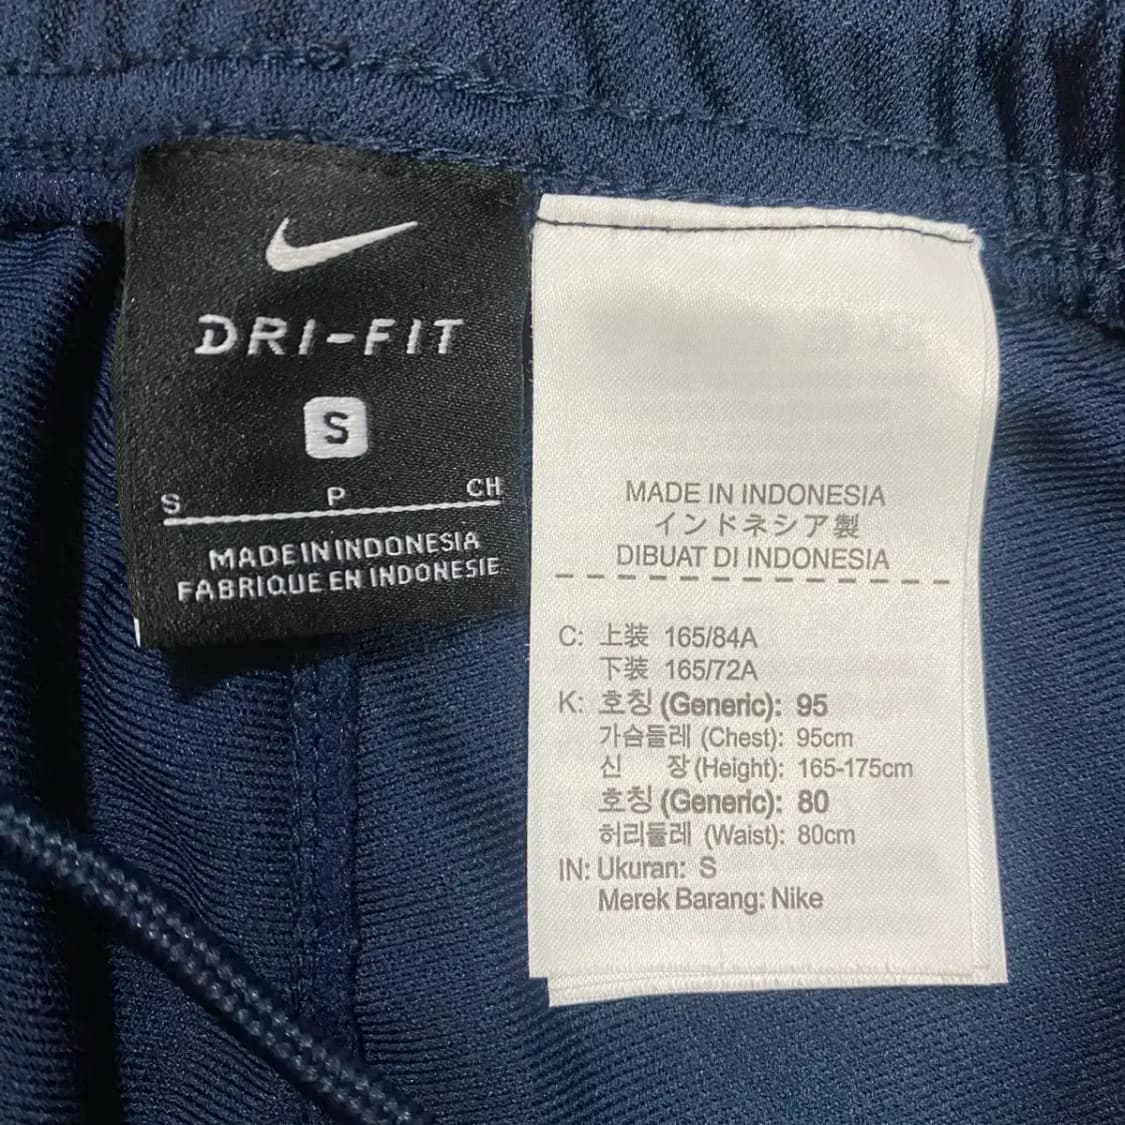 DRI-FIT
S
S P CH
MADE IN INDONESIA
FABRIQUE EN INDONESIE
MADE IN INDONESIA
インドネシア製
DIBUAT DI INDONESIA
C: 上装 165/84A
下装 165/72A
K: 호칭 (Generic): 95
가슴둘레 (Chest): 95cm
신 장 (Height): 165-175cm
호칭 (Generic): 80
허리둘레 (Waist): 80cm
IN: Ukuran: S
Merek Barang: Nike